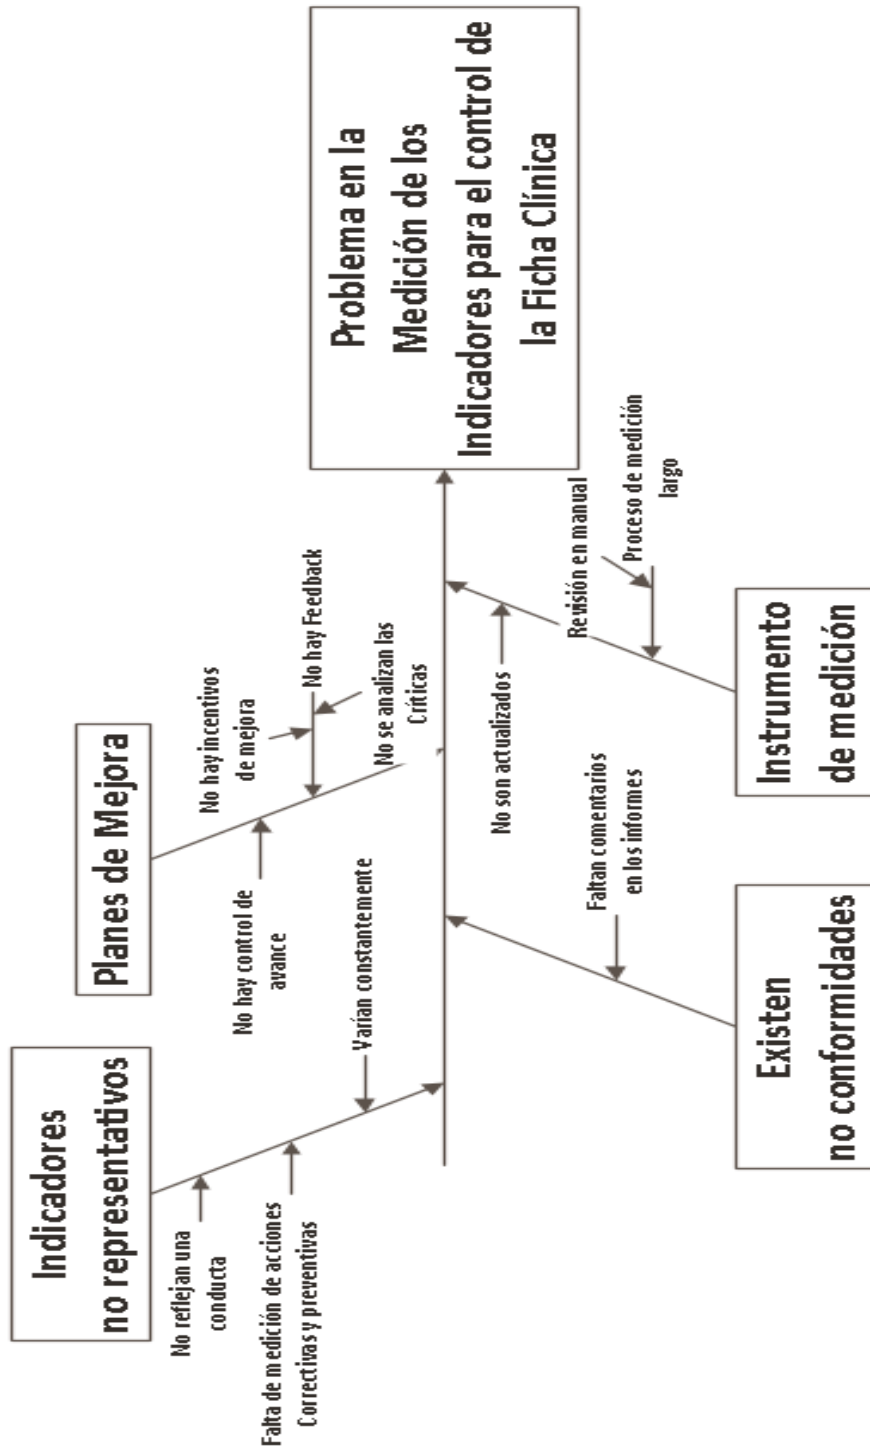 Indicadores
no representativos
Planes de Mejora
No reflejan una
conducta
Falta de medición de acciones
Correctivas y preventivas
Varían constantemente
No hay control de
avance
No hay incentivos
de mejora
No hay Feedback
No se analizan las
Críticas
Problema en la
Medición de los
Indicadores para el control de
la Ficha Clínica
No son actualizados
Revisión en manual
Proceso de medición
largo
Faltan comentarios
en los informes
Existen
no conformidades
Instrumento
de medición